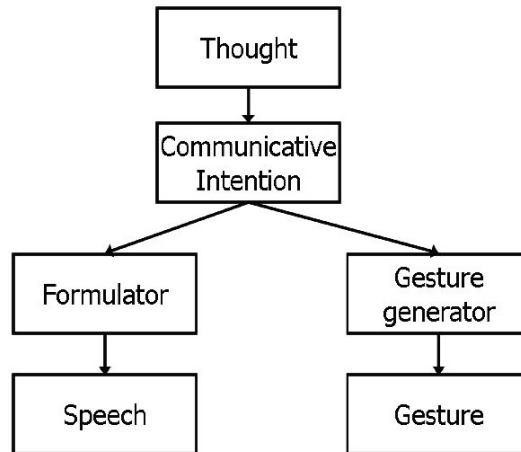 Thought
Communicative
Intention
Formulator
Gesture
generator
Speech
Gesture